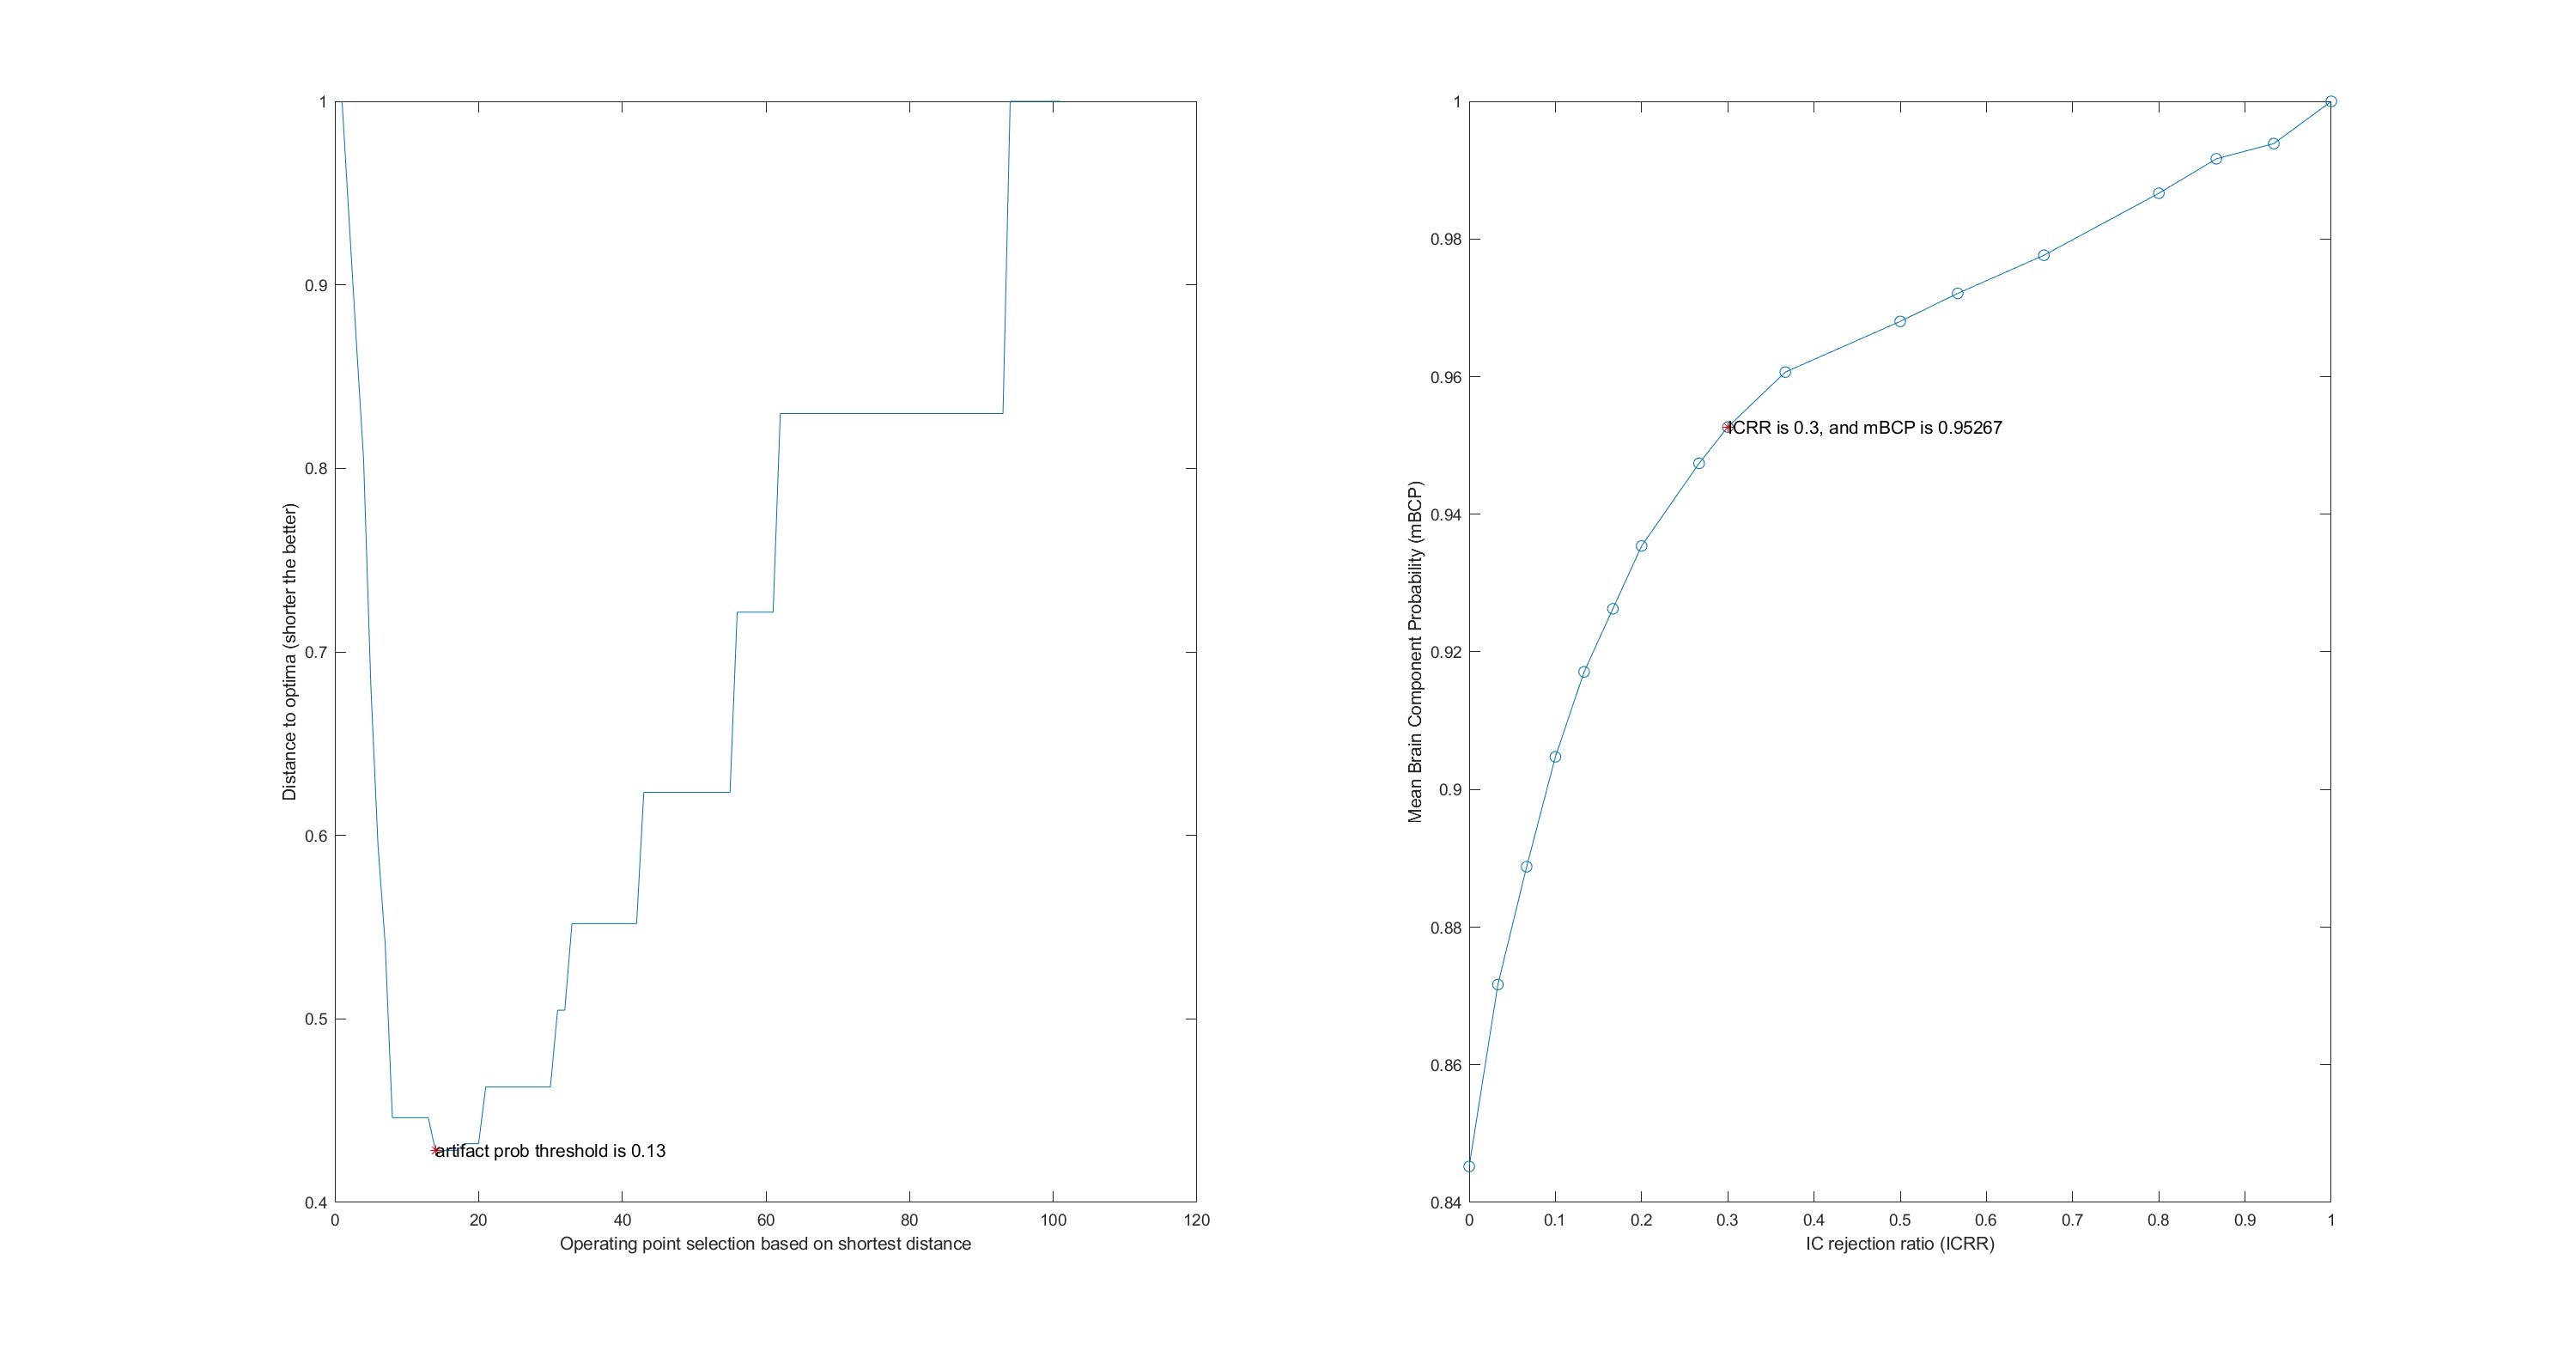 1
0.9
0.8
0.7
0.6
0.5
0.4
Distance to optima (shorter the better)
artifact prob threshold is 0.13
0 20 40 60 80 100 120
Operating point selection based on shortest distance
1
0.98
0.96
0.94
0.92
0.9
0.88
0.86
0.84
Mean Brain Component Probability (mBCP)
ICRR is 0.3, and mBCP is 0.95267
0 0.1 0.2 0.3 0.4 0.5 0.6 0.7 0.8 0.9 1
IC rejection ratio (ICRR)